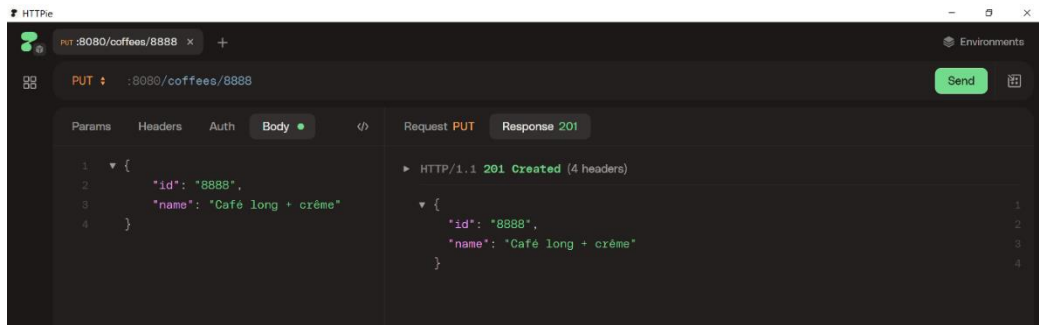 HTTPie
PUT :8080/coffees/8888 × +
Environments
PUT :8080/coffees/8888
Send
Params Headers Auth Body </>
Request PUT Response 201
1 {
2 "id": "8888",
3 "name": "Café long + crême"
4 }
HTTP/1.1 201 Created (4 headers)
{ 1
"id": "8888", 2
"name": "Café long + crême" 3
} 4